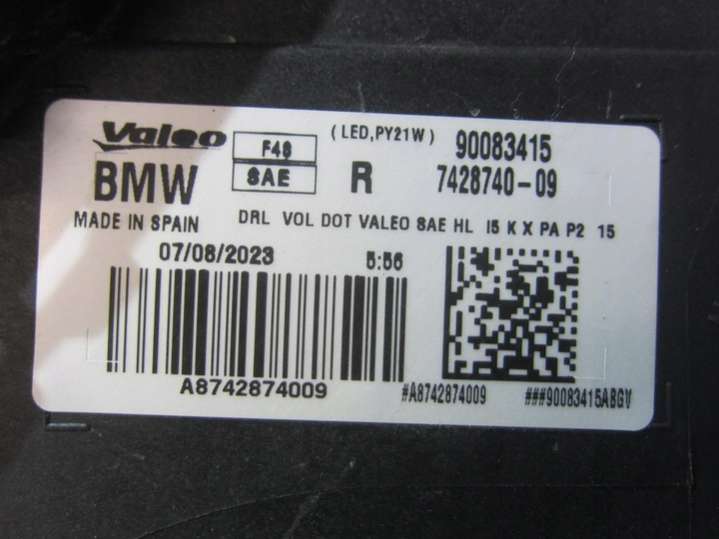 Valeo F48 (LED,PY21W) 90083415
BMW SAE R 7428740-09
MADE IN SPAIN DRL VOL DOT VALEO SAE HL I5 K X PA P2 15
07/08/2023 5:56
A8742874009 #A8742874009 ###90083415ABGV